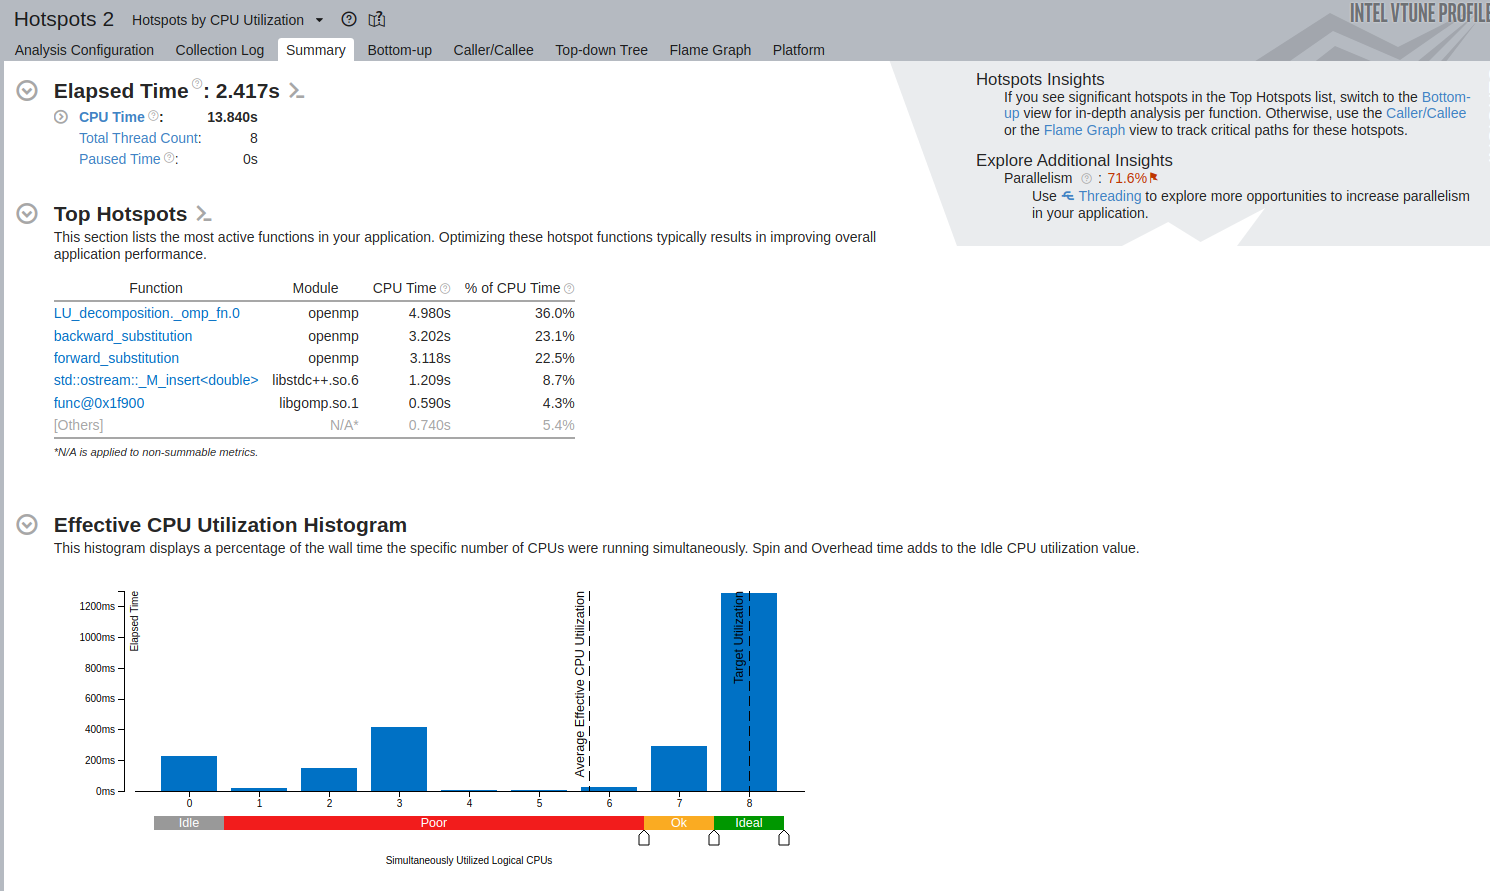 Hotspots 2 Hotspots by CPU Utilization
INTEL VTUNE PROFILE
Analysis Configuration Collection Log Summary Bottom-up Caller/Callee Top-down Tree Flame Graph Platform
Elapsed Time : 2.417s
CPU Time : 13.840s
Total Thread Count: 8
Paused Time : 0s
Hotspots Insights
If you see significant hotspots in the Top Hotspots list, switch to the Bottom-
up view for in-depth analysis per function. Otherwise, use the Caller/Callee
or the Flame Graph view to track critical paths for these hotspots.
Explore Additional Insights
Parallelism : 71.6%
Use Threading to explore more opportunities to increase parallelism
in your application.
Top Hotspots
This section lists the most active functions in your application. Optimizing these hotspot functions typically results in improving overall
application performance.
Function Module CPU Time % of CPU Time
LU_decomposition._omp_fn.0 openmp 4.980s 36.0%
backward_substitution openmp 3.202s 23.1%
forward_substitution openmp 3.118s 22.5%
std::ostream::_M_insert<double> libstdc++.so.6 1.209s 8.7%
func@0x1f900 libgomp.so.1 0.590s 4.3%
[Others] N/A* 0.740s 5.4%
*N/A is applied to non-summable metrics.
Effective CPU Utilization Histogram
This histogram displays a percentage of the wall time the specific number of CPUs were running simultaneously. Spin and Overhead time adds to the Idle CPU utilization value.
Elapsed Time
1200ms
1000ms
800ms
600ms
400ms
200ms
0ms
Average Effective CPU Utilization
Target Utilization
0 1 2 3 4 5 6 7 8
Idle Poor Ok Ideal
Simultaneously Utilized Logical CPUs